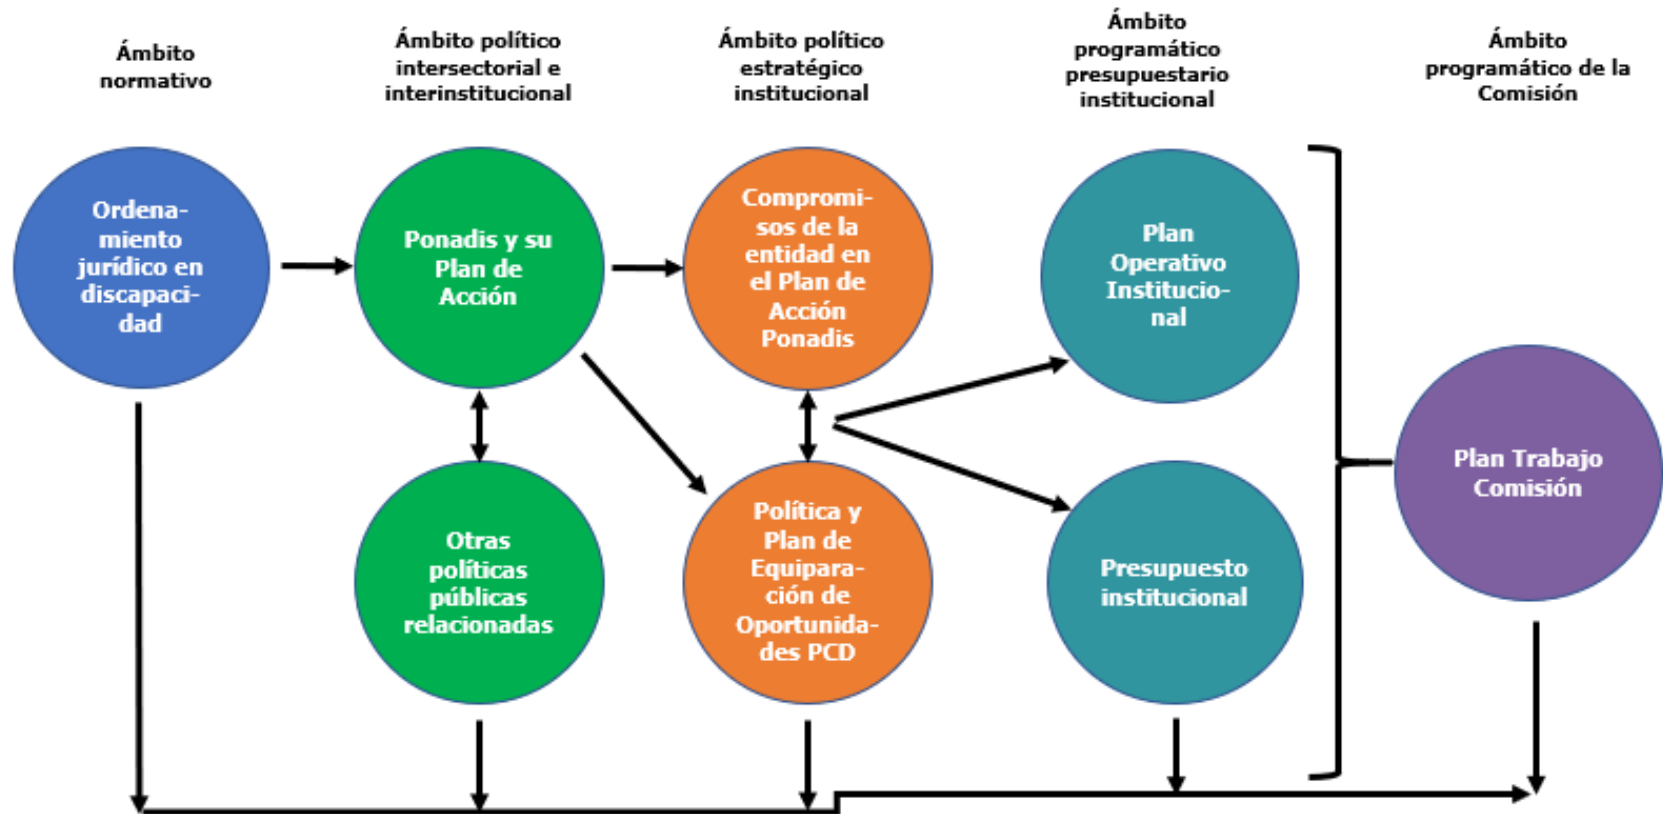 Ámbito
normativo
Ámbito político
intersectorial e
interinstitucional
Ámbito político
estratégico
institucional
Ámbito
programático
presupuestario
institucional
Ámbito
programático de la
Comisión
Ordena-
miento
jurídico en
discapaci-
dad
Ponadis y su
Plan de
Acción
Compromi-
sos de la
entidad en
el Plan de
Acción
Ponadis
Plan
Operativo
Institucio-
nal
Plan Trabajo
Comisión
Otras
políticas
públicas
relacionadas
Política y
Plan de
Equipara-
ción de
Oportunida-
des PCD
Presupuesto
institucional